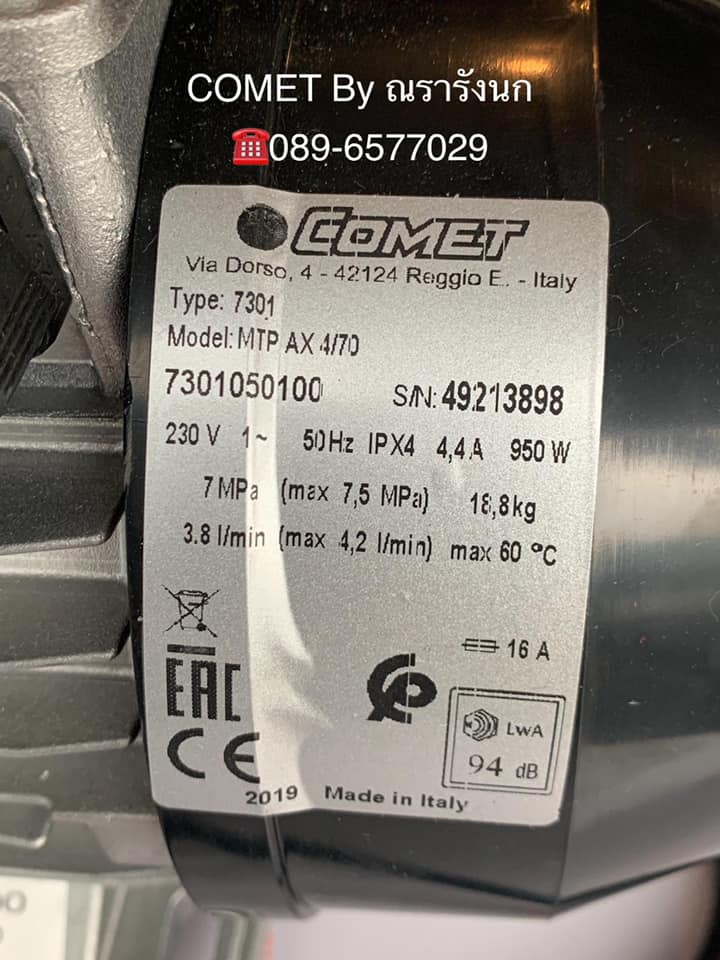 COMET By ณรารังนก
☎089-6577029
COMET
Via Dorso, 4 - 42124 Reggio E. - Italy
Type: 7301
Model: MTP AX 4/70
7301050100 S/N: 49213898
230 V 1~ 50Hz IPX4 4,4A 950 W
7 MPa (max 7,5 MPa) 18,8kg
3.8 l/min (max 4,2 l/min) max 60 °C
16 A
EAC
LwA
CE
94 dB
2019 Made in Italy